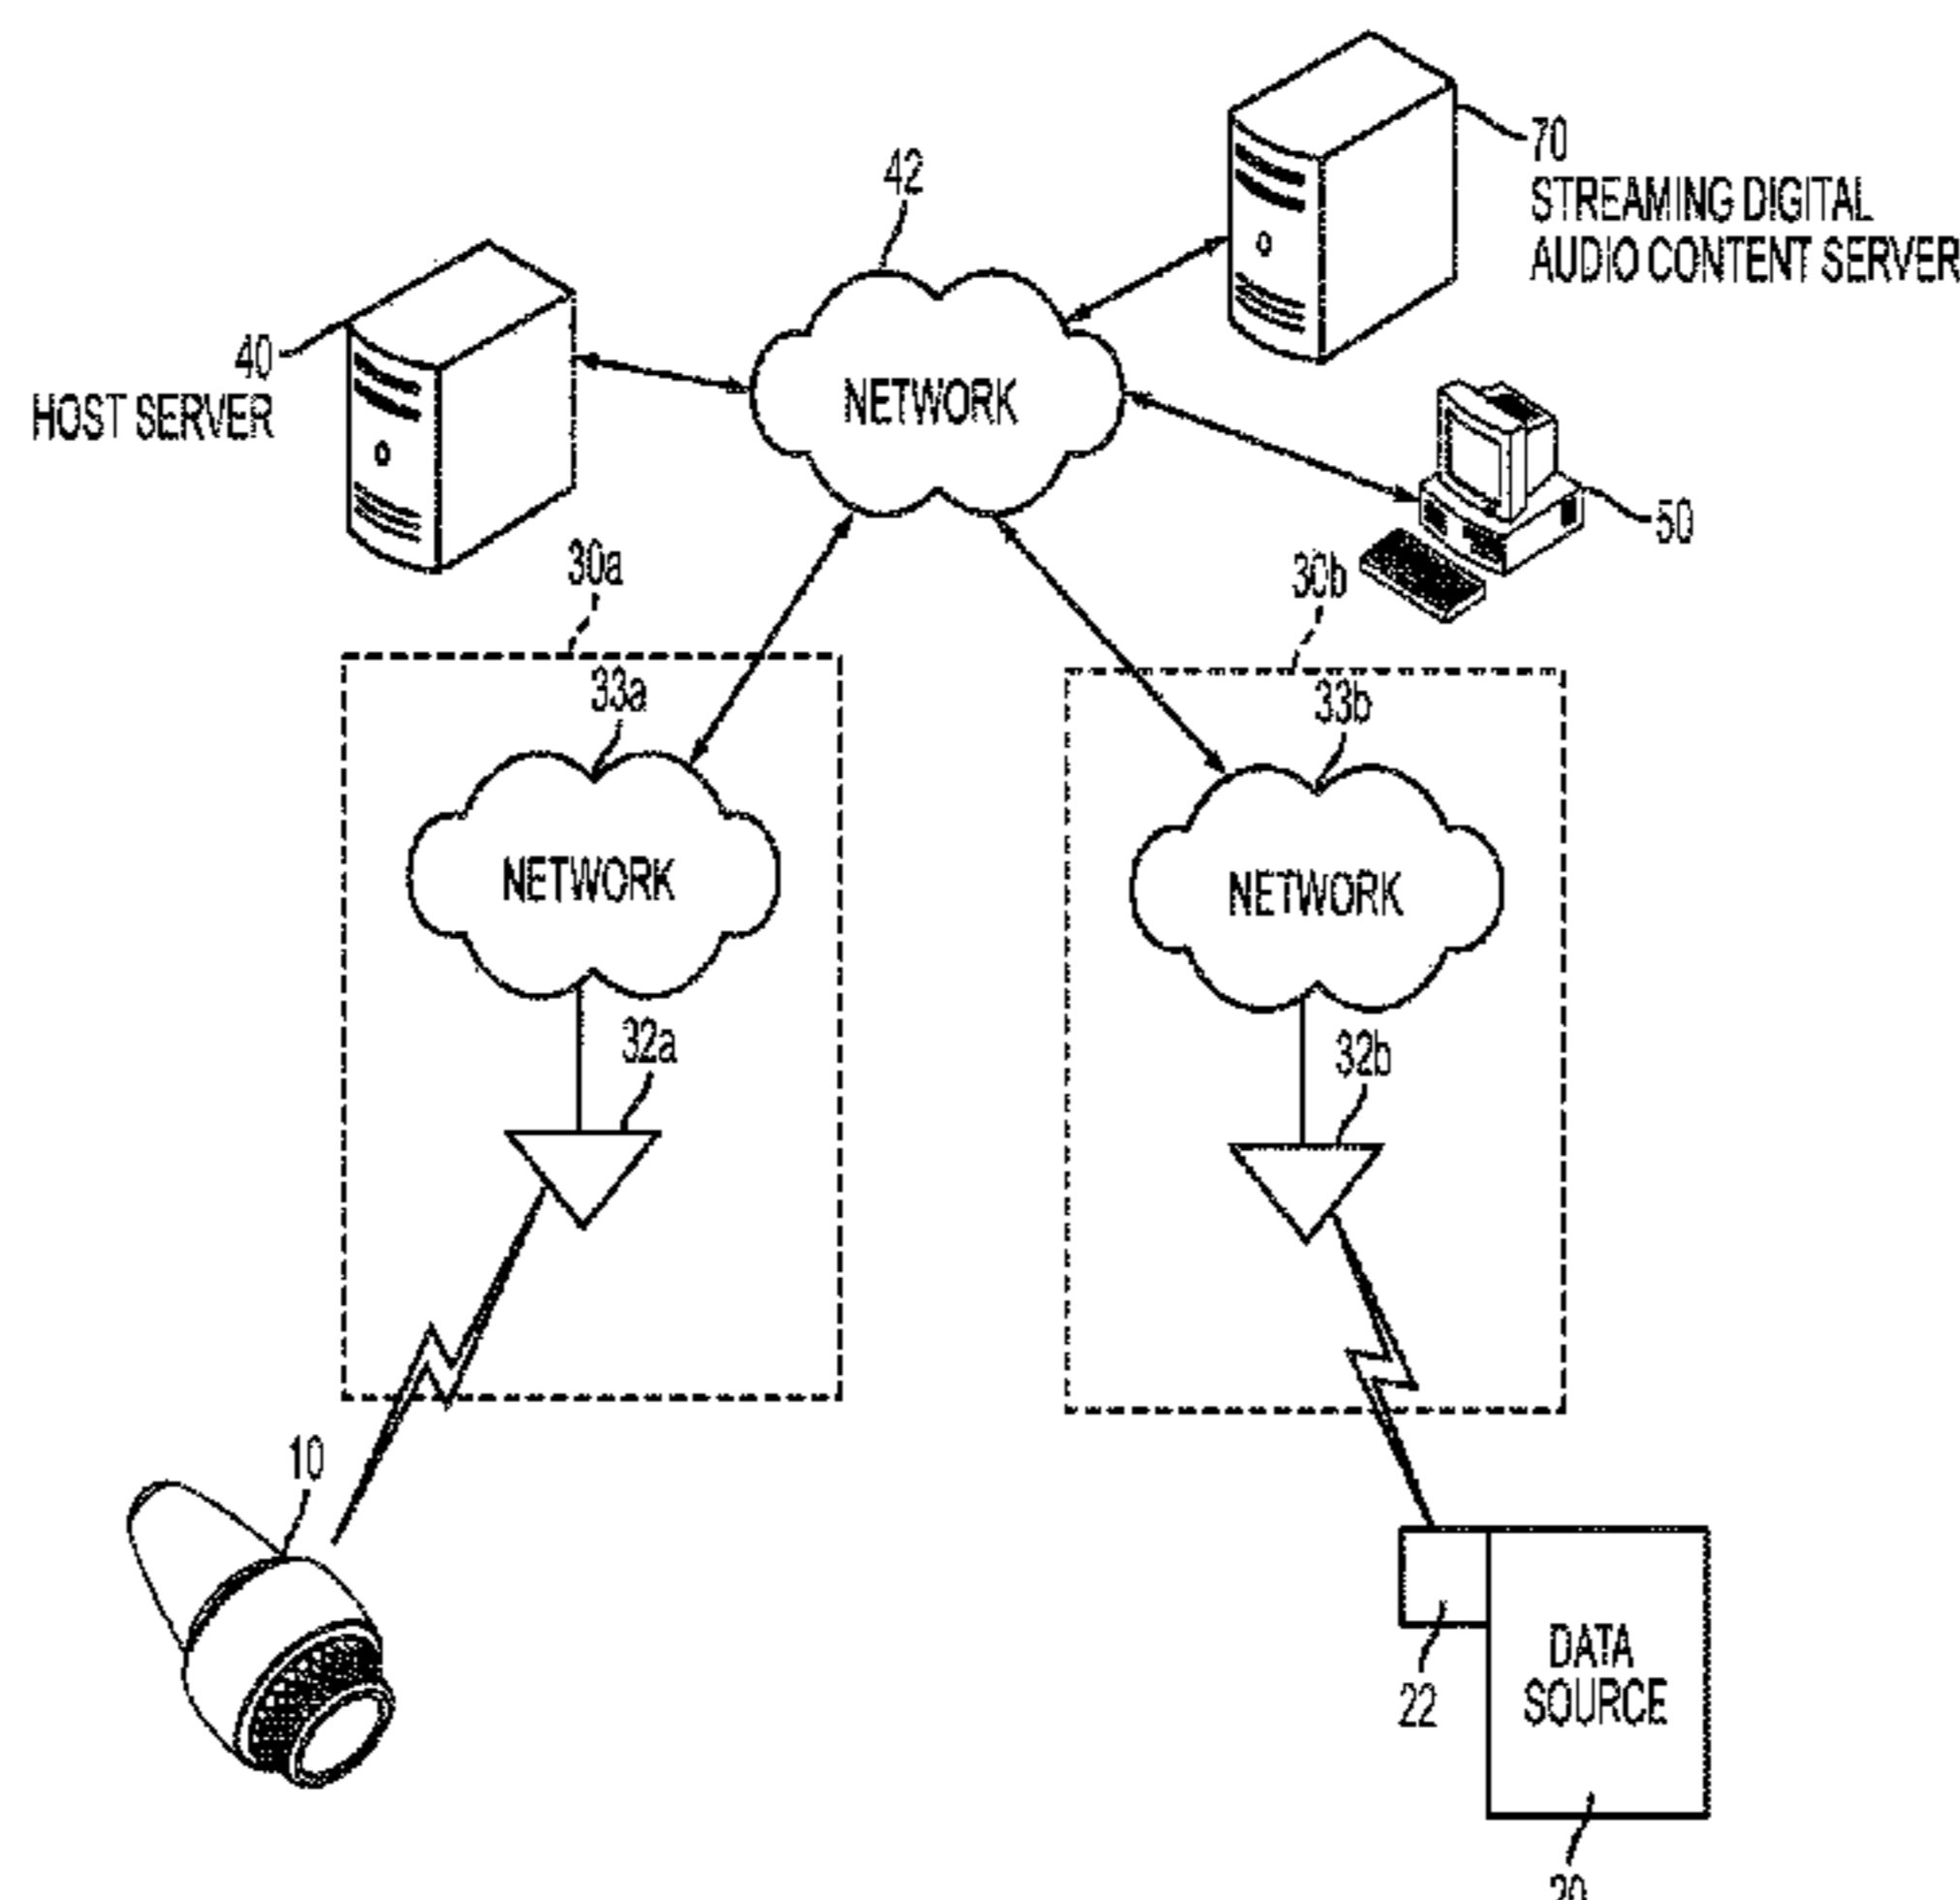 42
70
STREAMING DIGITAL
AUDIO CONTENT SERVER
40
HOST SERVER
NETWORK
50
30a
30b
33a
33b
NETWORK
NETWORK
32a
32b
10
22
DATA
SOURCE